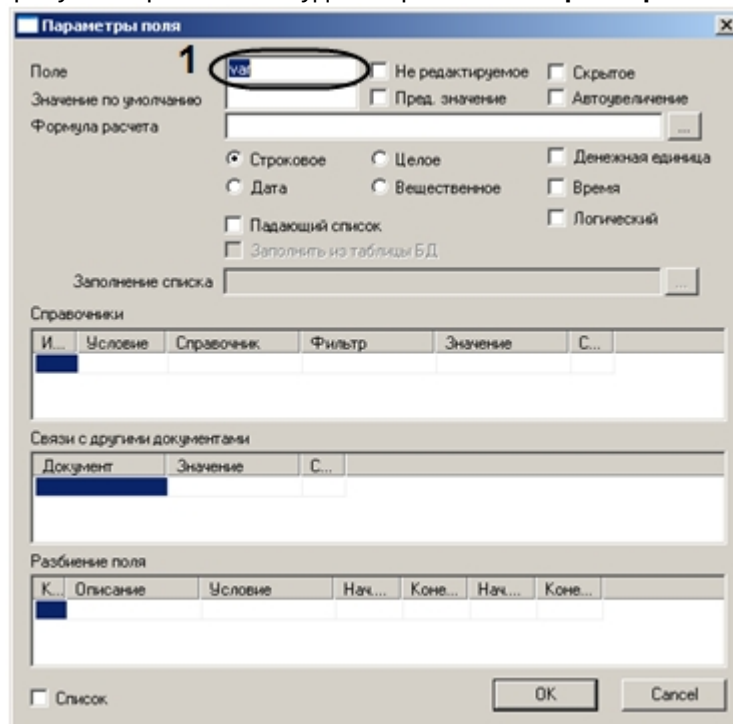 Параметры поля
1
Поле var Не редактируемое Скрытое
Значение по умолчанию Пред. значение Автоувеличение
Формула расчета ...
Строковое Целое Денежная единица
Дата Вещественное Время
Падающий список Логический
Заполнить из таблицы БД
Заполнение списка ...
Справочники
И... Условие Справочник Фильтр Значение С...
Связи с другими документами
Документ Значение С...
Разбиение поля
К... Описание Условие Нач.... Коне... Нач.... Коне...
Список OK Cancel